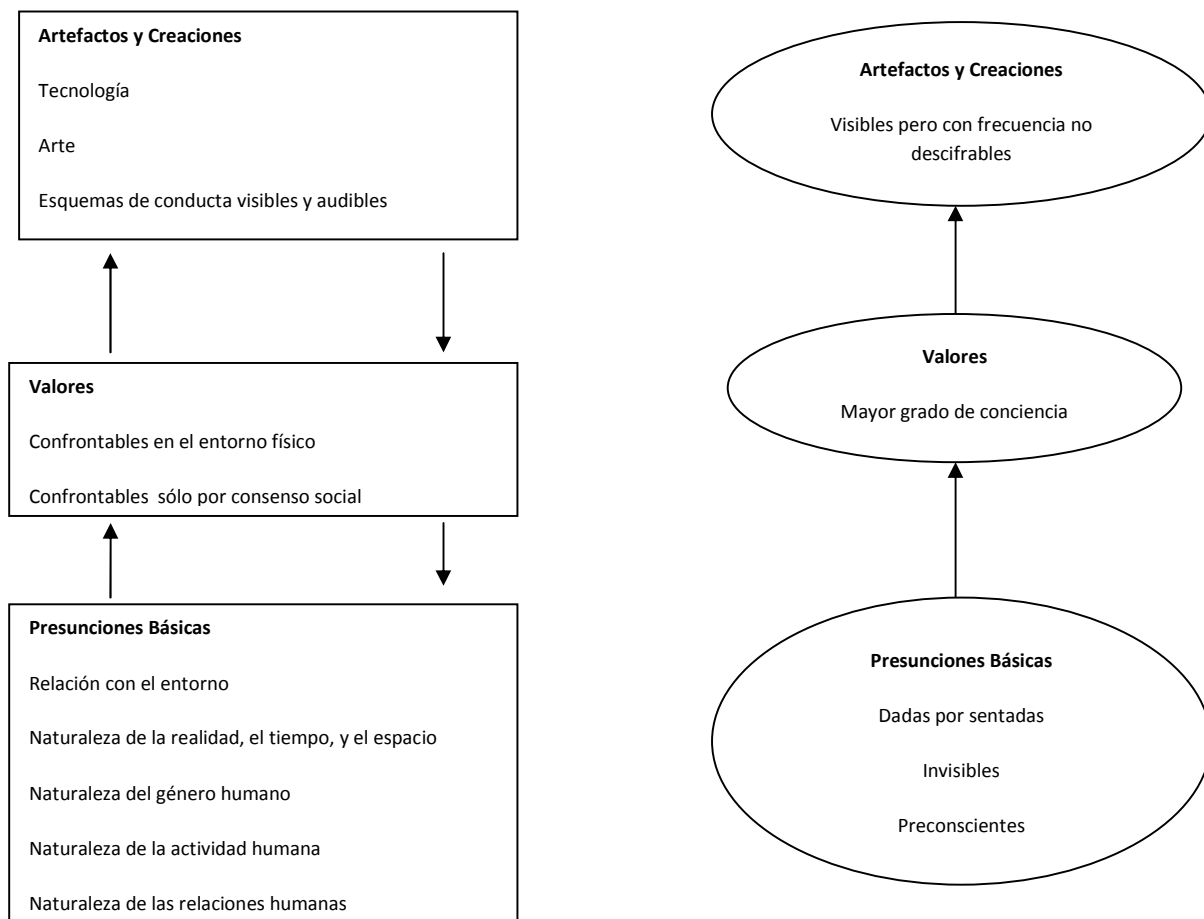 Artefactos y Creaciones
Tecnología
Arte
Esquemas de conducta visibles y audibles
Valores
Confrontables en el entorno físico
Confrontables sólo por consenso social
Presunciones Básicas
Relación con el entorno
Naturaleza de la realidad, el tiempo, y el espacio
Naturaleza del género humano
Naturaleza de la actividad humana
Naturaleza de las relaciones humanas
Artefactos y Creaciones
Visibles pero con frecuencia no
descifrables
Valores
Mayor grado de conciencia
Presunciones Básicas
Dadas por sentadas
Invisibles
Preconscientes